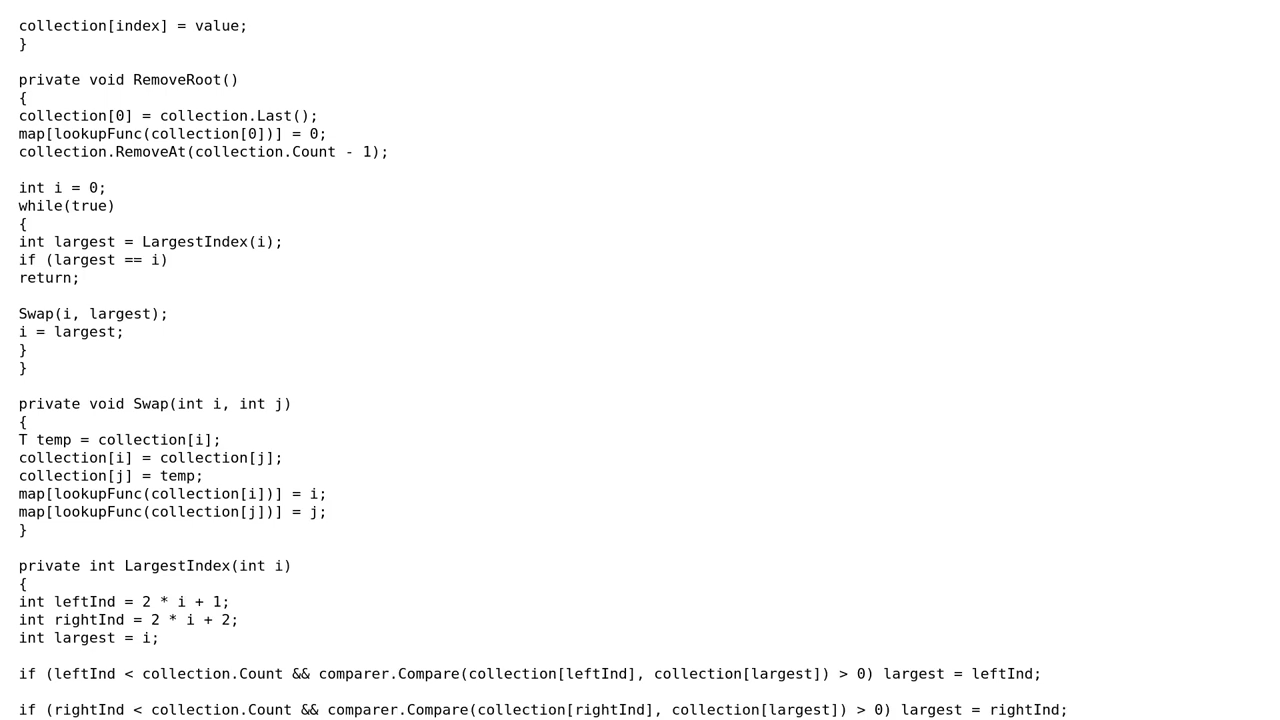 collection[index] = value;
}

private void RemoveRoot()
{
collection[0] = collection.Last();
map[lookupFunc(collection[0])] = 0;
collection.RemoveAt(collection.Count - 1);

int i = 0;
while(true)
{
int largest = LargestIndex(i);
if (largest == i)
return;

Swap(i, largest);
i = largest;
}
}

private void Swap(int i, int j)
{
T temp = collection[i];
collection[i] = collection[j];
collection[j] = temp;
map[lookupFunc(collection[i])] = i;
map[lookupFunc(collection[j])] = j;
}

private int LargestIndex(int i)
{
int leftInd = 2 * i + 1;
int rightInd = 2 * i + 2;
int largest = i;

if (leftInd < collection.Count && comparer.Compare(collection[leftInd], collection[largest]) > 0) largest = leftInd;

if (rightInd < collection.Count && comparer.Compare(collection[rightInd], collection[largest]) > 0) largest = rightInd;